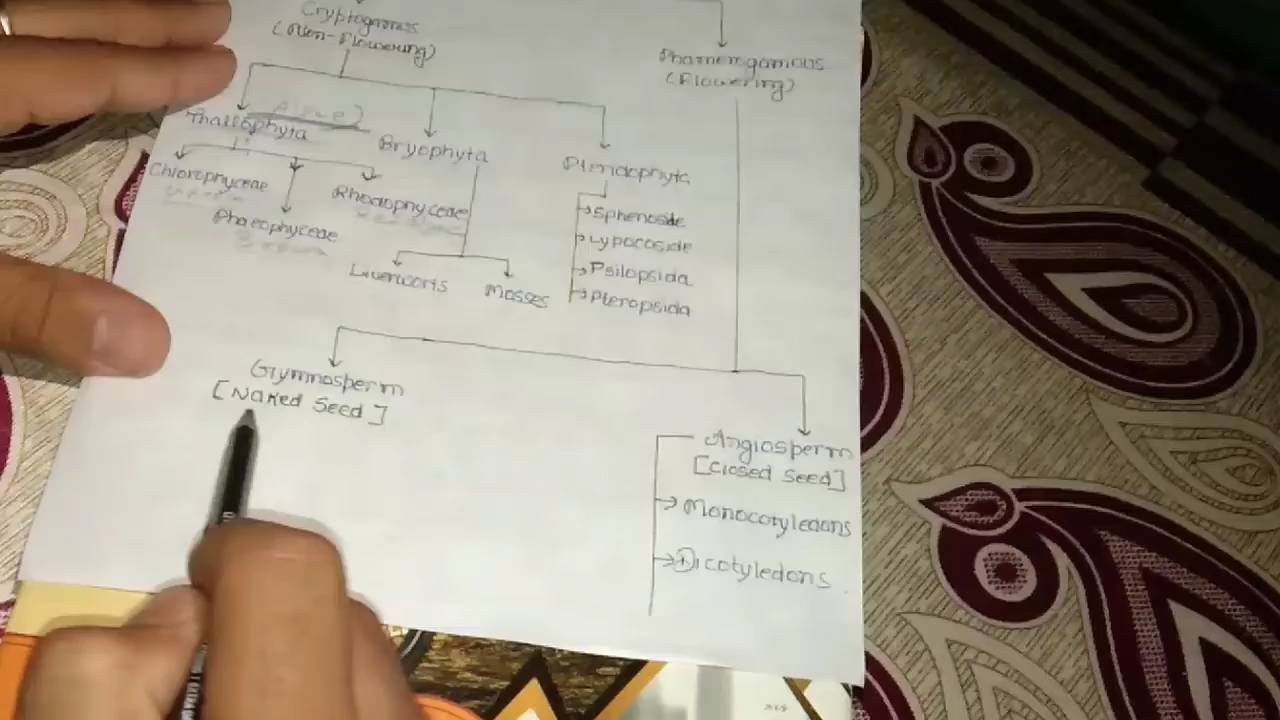 Cryptogamous
(Non-Flowering)
Phanerogamous
(Flowering)
Thallophyta
Bryophyta
Pteridophyta
Chlorophyceae
Rhodophyceae
Phaeophyceae
Sphenoside
Lypocoside
Psilopsida
Pteropsida
Liverworts
Mosses
Gymnosperm
[Naked Seed]
Angiosperm
[Closed Seed]
Monocotyledons
Dicotyledons